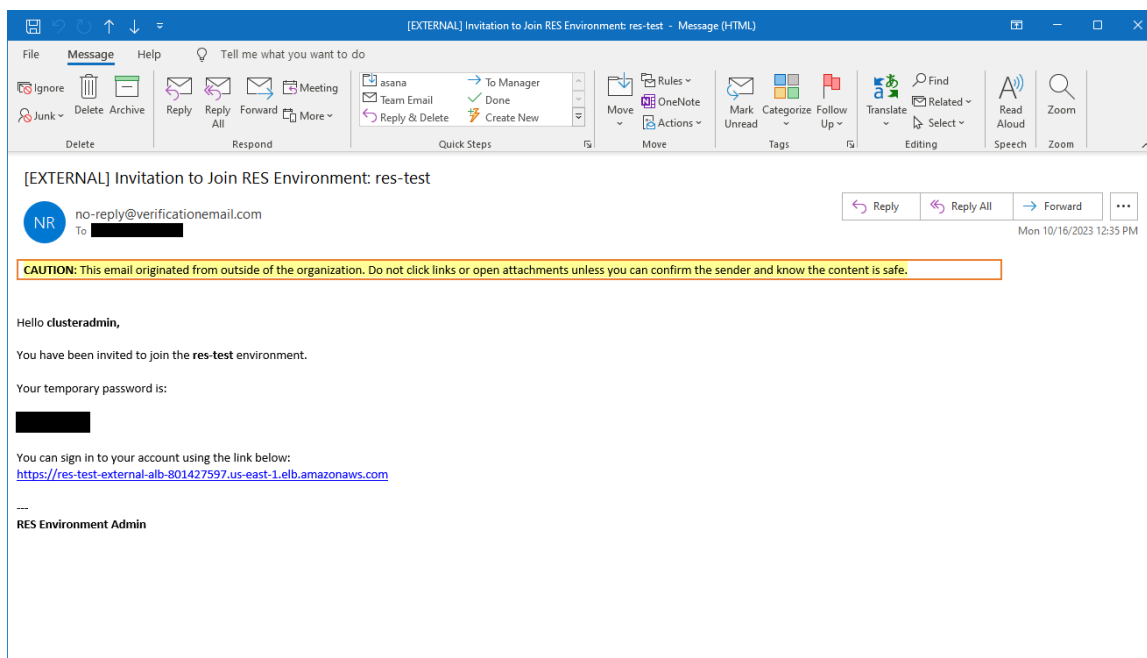 [EXTERNAL] Invitation to Join RES Environment: res-test - Message (HTML)
File Message Help Tell me what you want to do
Ignore
Junk
Delete
Archive
Delete
Reply
Reply All
Forward
Meeting
More
Respond
asana
Team Email
Reply & Delete
To Manager
Done
Create New
Quick Steps
Move
Rules
OneNote
Actions
Move
Mark Unread
Categorize
Follow Up
Tags
Translate
Find
Related
Select
Editing
Read Aloud
Speech
Zoom
Zoom
[EXTERNAL] Invitation to Join RES Environment: res-test
NR
no-reply@verificationemail.com
To
Reply
Reply All
Forward
Mon 10/16/2023 12:35 PM
CAUTION: This email originated from outside of the organization. Do not click links or open attachments unless you can confirm the sender and know the content is safe.
Hello clusteradmin,
You have been invited to join the res-test environment.
Your temporary password is:
You can sign in to your account using the link below:
https://res-test-external-alb-801427597.us-east-1.elb.amazonaws.com
---
RES Environment Admin